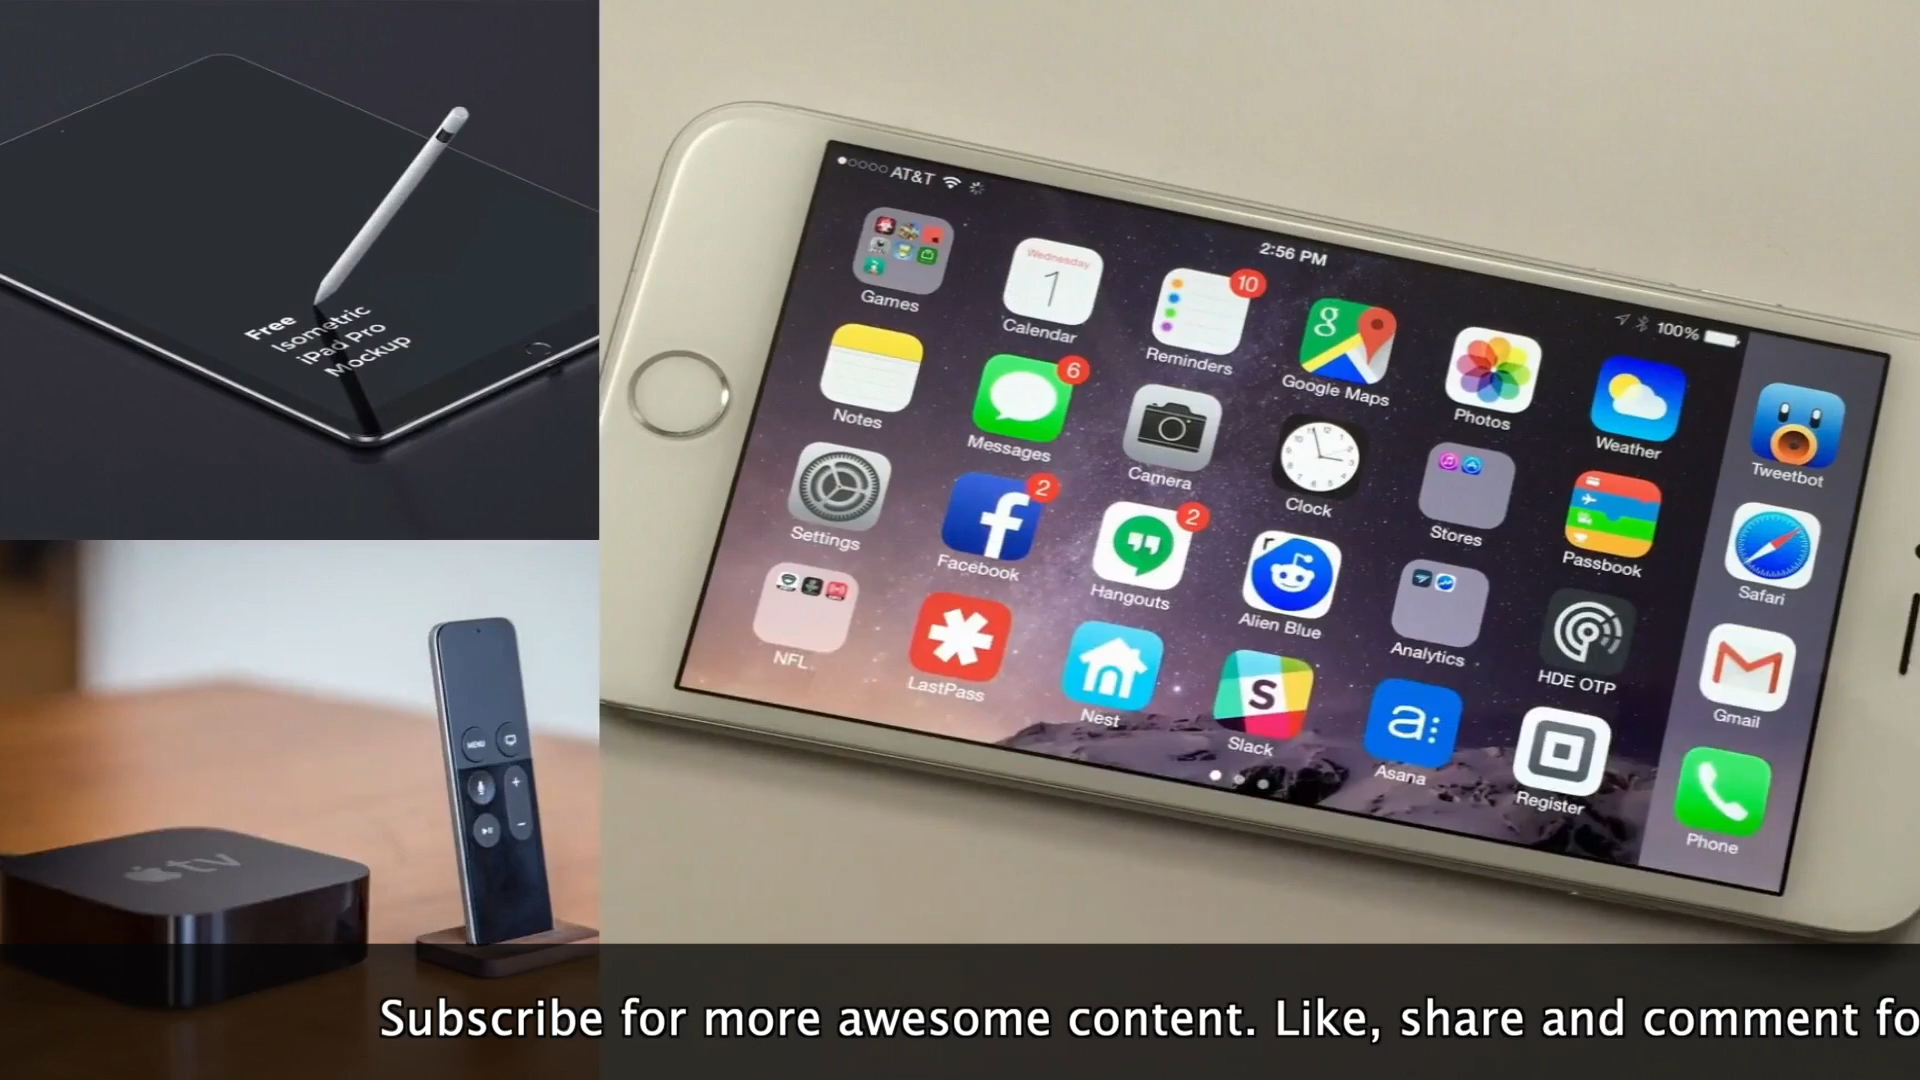 Free
Isometric
iPad Pro
Mockup
AT&T
2:56 PM
100%
Games
Wednesday
1
Calendar
10
Reminders
Google Maps
Photos
Weather
Tweetbot
Notes
6
Messages
Camera
Clock
Stores
Passbook
Safari
Settings
2
Facebook
2
Hangouts
Alien Blue
Analytics
HDE OTP
Gmail
NFL
LastPass
Nest
S
Slack
a:
Asana
Register
Phone
MENU
tv
Subscribe for more awesome content. Like, share and comment fo